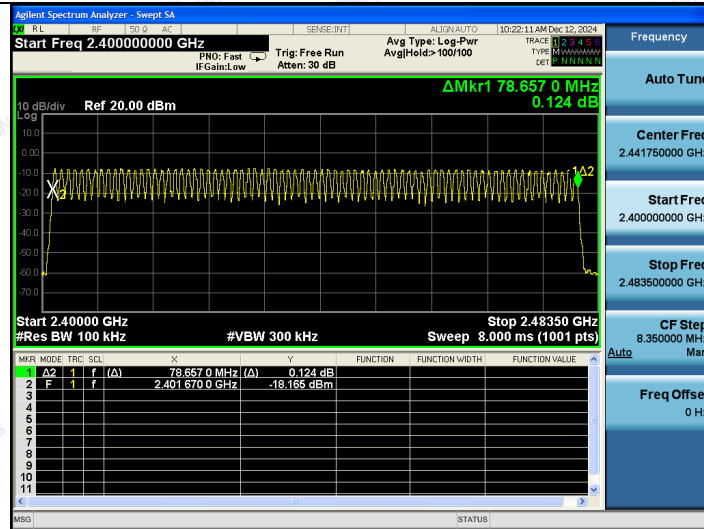 Agilent Spectrum Analyzer - Swept SA
LXI RL RF 50 Ω AC SENSE:INT ALIGN AUTO 10:22:11 AM Dec 12, 2024
Start Freq 2.400000000 GHz
PNO: Fast
IFGain:Low
Trig: Free Run
Atten: 30 dB
Avg Type: Log-Pwr
Avg|Hold:>100/100
TRACE 1 2 3 4 5 6
TYPE M
DET P N N N N N
ΔMkr1 78.657 0 MHz
0.124 dB
10 dB/div Ref 20.00 dBm
Log
10.0
0.00
-10.0
-20.0
-30.0
-40.0
-50.0
-60.0
-70.0
1Δ2
2
Start 2.40000 GHz Stop 2.48350 GHz
#Res BW 100 kHz #VBW 300 kHz Sweep 8.000 ms (1001 pts)
MKR MODE TRC SCL X Y FUNCTION FUNCTION WIDTH FUNCTION VALUE
1 Δ2 1 f (Δ) 78.657 0 MHz (Δ) 0.124 dB
2 F 1 f 2.401 670 0 GHz -18.165 dBm
3
4
5
6
7
8
9
10
11
MSG STATUS
Frequency
Auto Tune
Center Freq
2.441750000 GHz
Start Freq
2.400000000 GHz
Stop Freq
2.483500000 GHz
CF Step
8.350000 MHz
Auto Man
Freq Offset
0 Hz